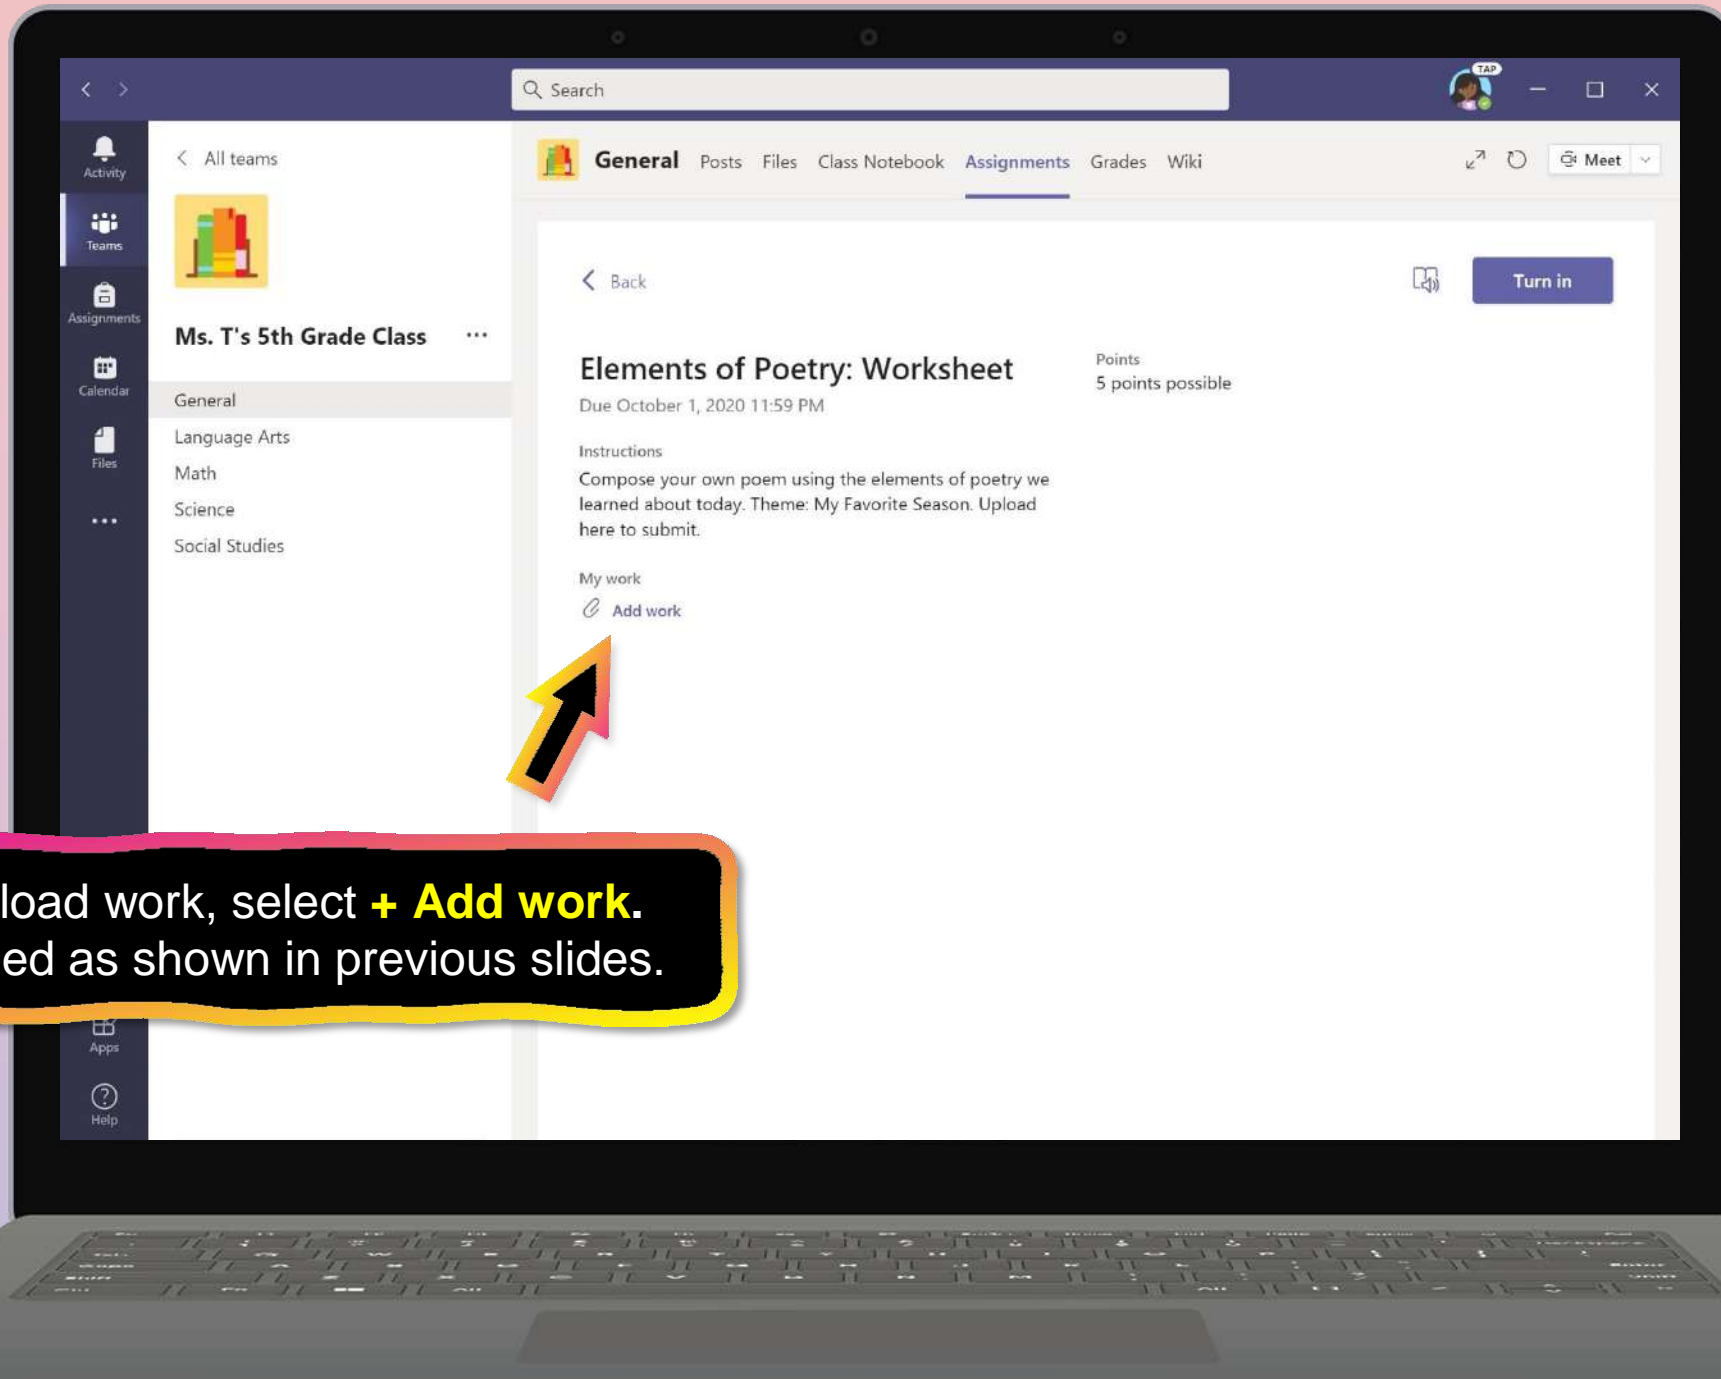 Search
TAP
Activity
Teams
Assignments
Calendar
Files
Apps
Help
All teams
Ms. T's 5th Grade Class
General
Language Arts
Math
Science
Social Studies
General Posts Files Class Notebook Assignments Grades Wiki
Meet
Back
Turn in
Elements of Poetry: Worksheet
Due October 1, 2020 11:59 PM
Points
5 points possible
Instructions
Compose your own poem using the elements of poetry we
learned about today. Theme: My Favorite Season. Upload
here to submit.
My work
Add work
load work, select + Add work.
ed as shown in previous slides.